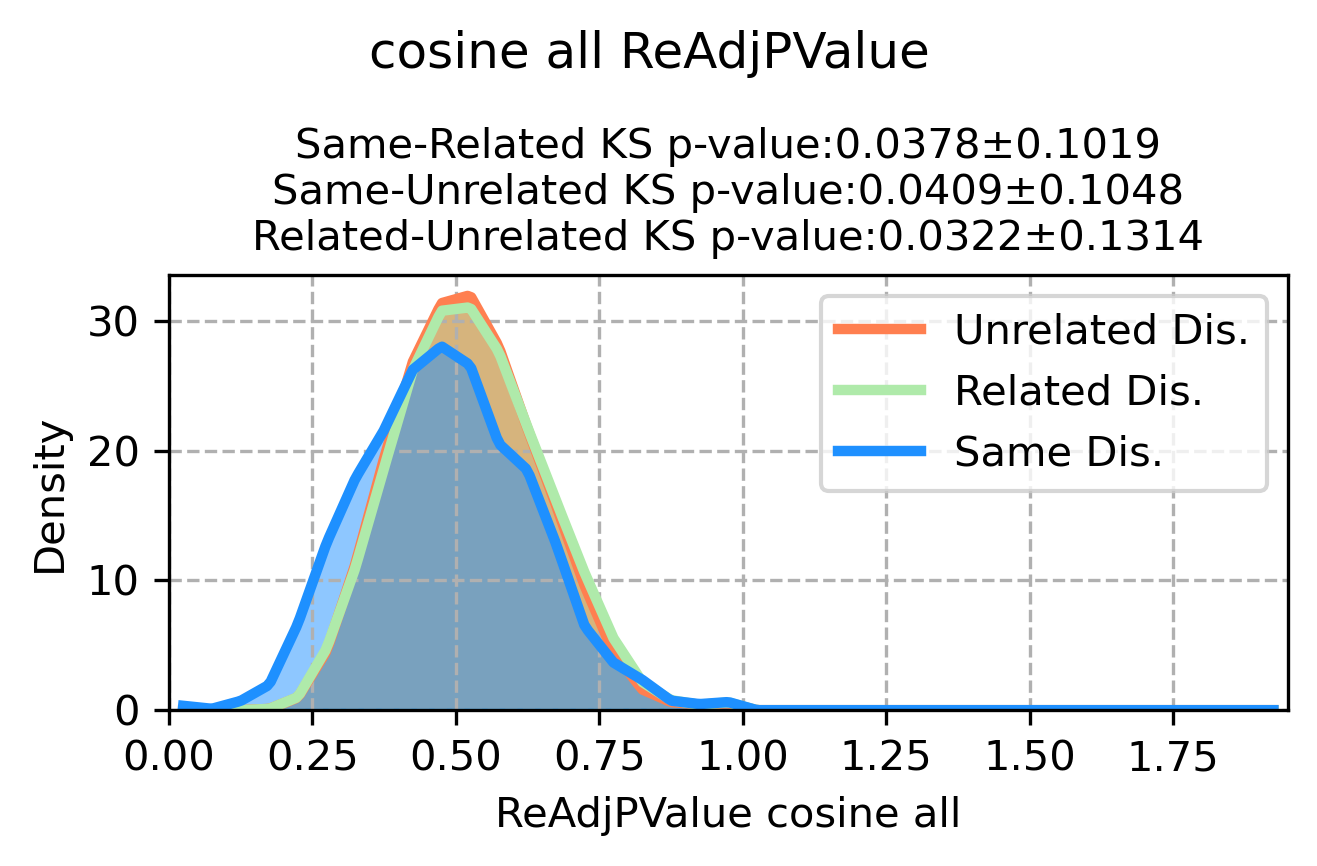 cosine all ReAdjPValue
Same-Related KS p-value:0.0378±0.1019
Same-Unrelated KS p-value:0.0409±0.1048
Related-Unrelated KS p-value:0.0322±0.1314
Unrelated Dis.
Related Dis.
Same Dis.
Density
30
20
10
0
0.00 0.25 0.50 0.75 1.00 1.25 1.50 1.75
ReAdjPValue cosine all